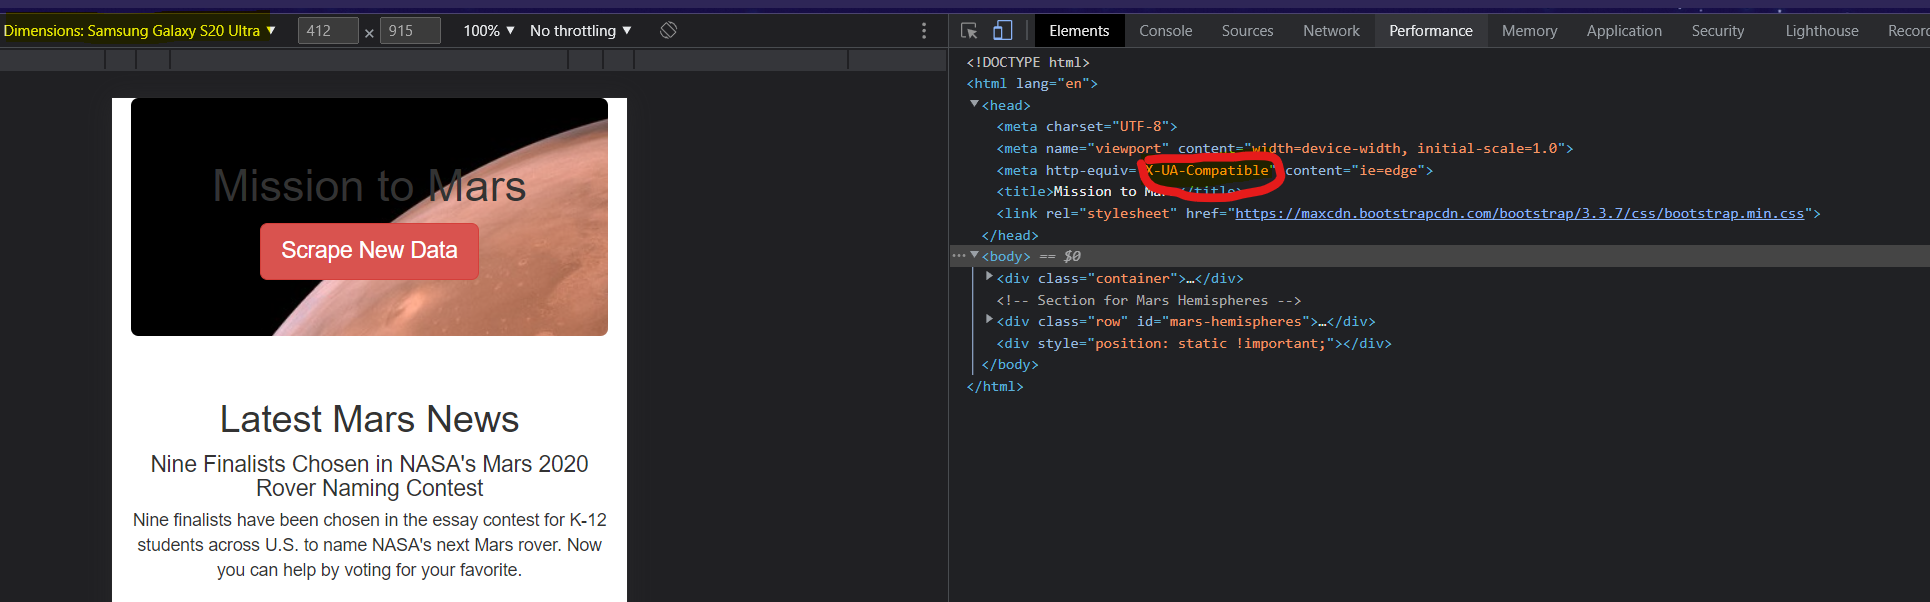 Dimensions: Samsung Galaxy S20 Ultra ▼ 412 × 915 100% ▼ No throttling ▼
Elements Console Sources Network Performance Memory Application Security Lighthouse Recor
Mission to Mars
Scrape New Data
Latest Mars News
Nine Finalists Chosen in NASA's Mars 2020
Rover Naming Contest
Nine finalists have been chosen in the essay contest for K-12
students across U.S. to name NASA's next Mars rover. Now
you can help by voting for your favorite.
<!DOCTYPE html>
<html lang="en">
▼<head>
<meta charset="UTF-8">
<meta name="viewport" content="width=device-width, initial-scale=1.0">
<meta http-equiv="X-UA-Compatible" content="ie=edge">
<title>Mission to Mars</title>
<link rel="stylesheet" href="https://maxcdn.bootstrapcdn.com/bootstrap/3.3.7/css/bootstrap.min.css">
</head>
··· ▼<body> == $0
▶<div class="container">…</div>
<!-- Section for Mars Hemispheres -->
▶<div class="row" id="mars-hemispheres">…</div>
<div style="position: static !important;"></div>
</body>
</html>